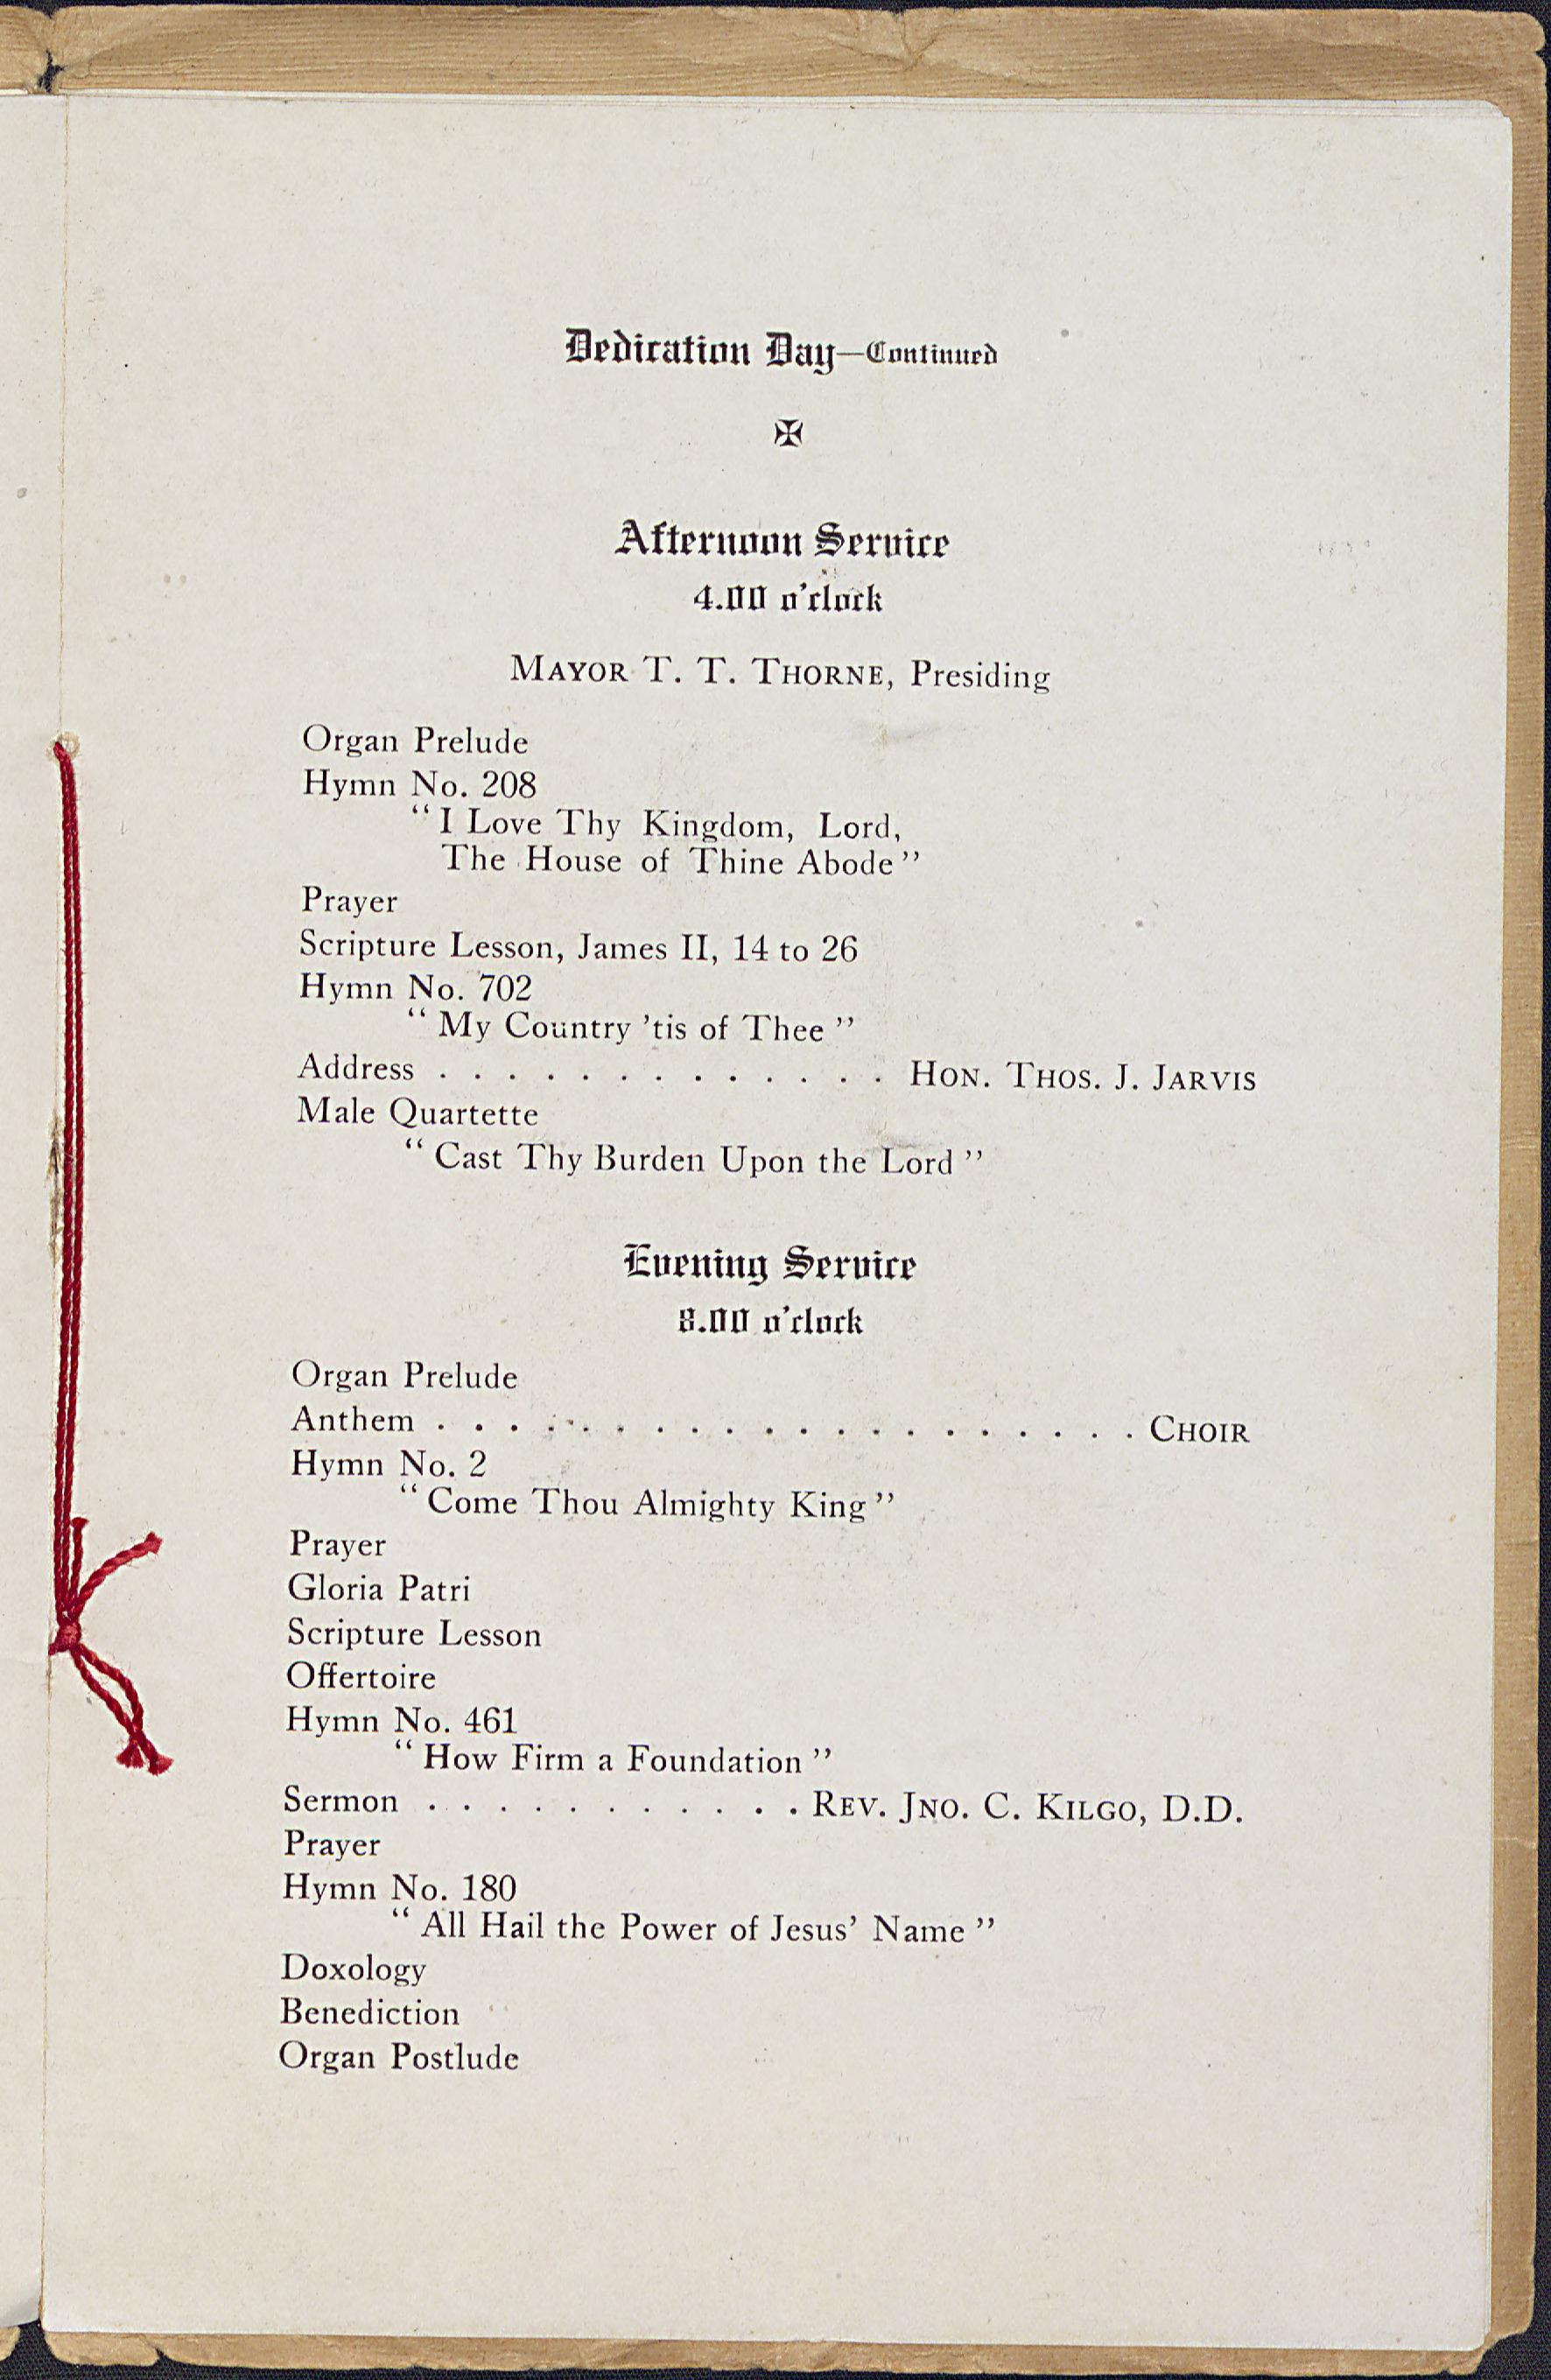 Dedication Day—Continued
✠
Afternoon Service
4.00 o'clock
MAYOR T. T. THORNE, Presiding
Organ Prelude
Hymn No. 208
“I Love Thy Kingdom, Lord,
The House of Thine Abode”
Prayer
Scripture Lesson, James II, 14 to 26
Hymn No. 702
“My Country ’tis of Thee”
Address . . . . . . . . . . . . . HON. THOS. J. JARVIS
Male Quartette
“Cast Thy Burden Upon the Lord”
Evening Service
8.00 o'clock
Organ Prelude
Anthem . . . . . . . . . . . . . . . . . . . . CHOIR
Hymn No. 2
“Come Thou Almighty King”
Prayer
Gloria Patri
Scripture Lesson
Offertoire
Hymn No. 461
“How Firm a Foundation”
Sermon . . . . . . . . . . . REV. JNO. C. KILGO, D.D.
Prayer
Hymn No. 180
“All Hail the Power of Jesus’ Name”
Doxology
Benediction
Organ Postlude